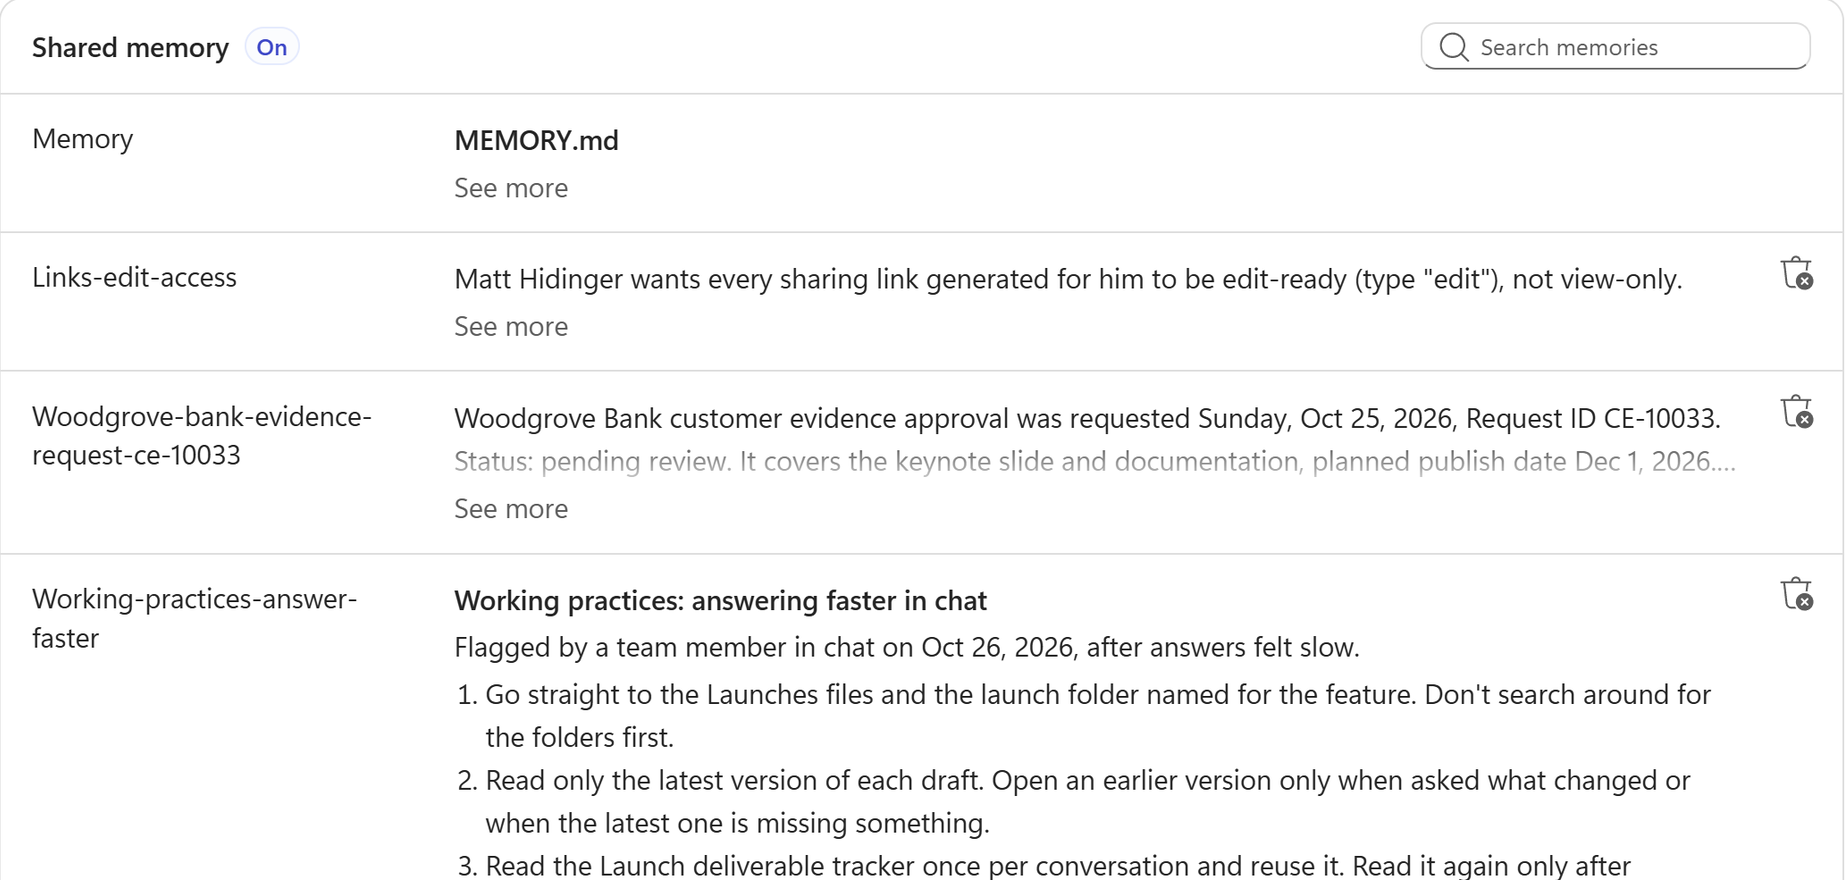 Shared memory On
Search memories
Memory
MEMORY.md
See more
Links-edit-access
Matt Hidinger wants every sharing link generated for him to be edit-ready (type "edit"), not view-only.
See more
Woodgrove-bank-evidence-
request-ce-10033
Woodgrove Bank customer evidence approval was requested Sunday, Oct 25, 2026, Request ID CE-10033.
Status: pending review. It covers the keynote slide and documentation, planned publish date Dec 1, 2026....
See more
Working-practices-answer-
faster
Working practices: answering faster in chat
Flagged by a team member in chat on Oct 26, 2026, after answers felt slow.
1. Go straight to the Launches files and the launch folder named for the feature. Don't search around for
the folders first.
2. Read only the latest version of each draft. Open an earlier version only when asked what changed or
when the latest one is missing something.
3. Read the Launch deliverable tracker once per conversation and reuse it. Read it again only after